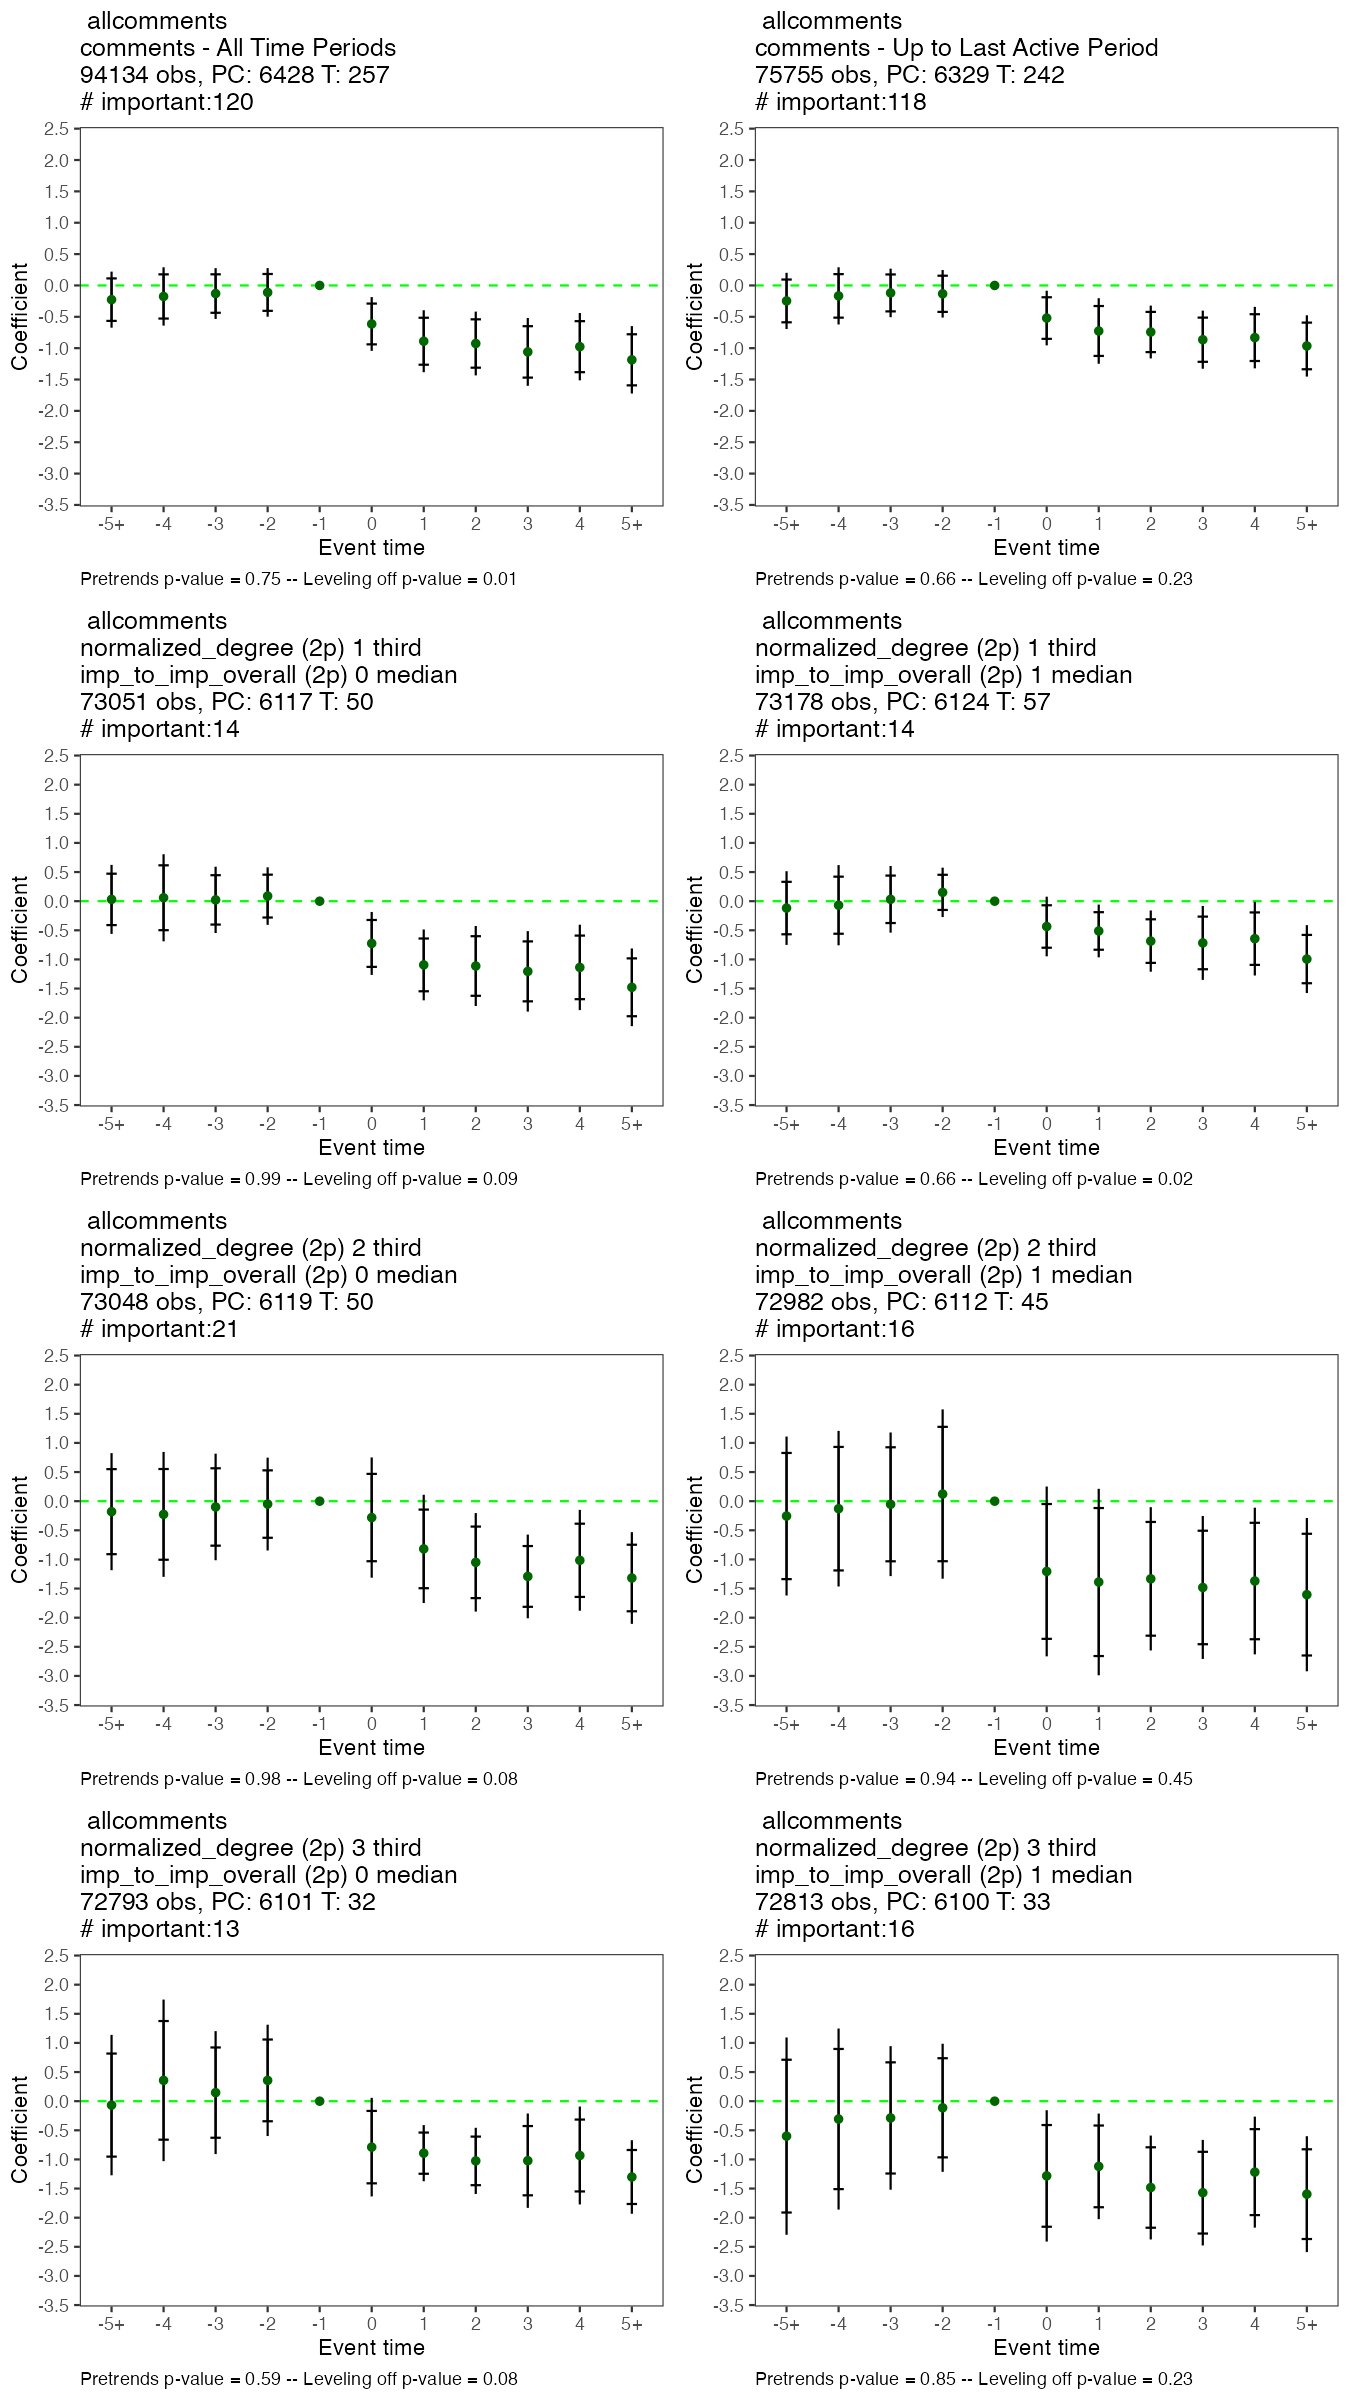 allcomments
comments - All Time Periods
94134 obs, PC: 6428 T: 257
# important:120
2.5
2.0
1.5
1.0
0.5
0.0
-0.5
-1.0
-1.5
-2.0
-2.5
-3.0
-3.5
Coefficient
-5+ -4 -3 -2 -1 0 1 2 3 4 5+
Event time
Pretrends p-value = 0.75 -- Leveling off p-value = 0.01
allcomments
comments - Up to Last Active Period
75755 obs, PC: 6329 T: 242
# important:118
2.5
2.0
1.5
1.0
0.5
0.0
-0.5
-1.0
-1.5
-2.0
-2.5
-3.0
-3.5
Coefficient
-5+ -4 -3 -2 -1 0 1 2 3 4 5+
Event time
Pretrends p-value = 0.66 -- Leveling off p-value = 0.23
allcomments
normalized_degree (2p) 1 third
imp_to_imp_overall (2p) 0 median
73051 obs, PC: 6117 T: 50
# important:14
2.5
2.0
1.5
1.0
0.5
0.0
-0.5
-1.0
-1.5
-2.0
-2.5
-3.0
-3.5
Coefficient
-5+ -4 -3 -2 -1 0 1 2 3 4 5+
Event time
Pretrends p-value = 0.99 -- Leveling off p-value = 0.09
allcomments
normalized_degree (2p) 1 third
imp_to_imp_overall (2p) 1 median
73178 obs, PC: 6124 T: 57
# important:14
2.5
2.0
1.5
1.0
0.5
0.0
-0.5
-1.0
-1.5
-2.0
-2.5
-3.0
-3.5
Coefficient
-5+ -4 -3 -2 -1 0 1 2 3 4 5+
Event time
Pretrends p-value = 0.66 -- Leveling off p-value = 0.02
allcomments
normalized_degree (2p) 2 third
imp_to_imp_overall (2p) 0 median
73048 obs, PC: 6119 T: 50
# important:21
2.5
2.0
1.5
1.0
0.5
0.0
-0.5
-1.0
-1.5
-2.0
-2.5
-3.0
-3.5
Coefficient
-5+ -4 -3 -2 -1 0 1 2 3 4 5+
Event time
Pretrends p-value = 0.98 -- Leveling off p-value = 0.08
allcomments
normalized_degree (2p) 2 third
imp_to_imp_overall (2p) 1 median
72982 obs, PC: 6112 T: 45
# important:16
2.5
2.0
1.5
1.0
0.5
0.0
-0.5
-1.0
-1.5
-2.0
-2.5
-3.0
-3.5
Coefficient
-5+ -4 -3 -2 -1 0 1 2 3 4 5+
Event time
Pretrends p-value = 0.94 -- Leveling off p-value = 0.45
allcomments
normalized_degree (2p) 3 third
imp_to_imp_overall (2p) 0 median
72793 obs, PC: 6101 T: 32
# important:13
2.5
2.0
1.5
1.0
0.5
0.0
-0.5
-1.0
-1.5
-2.0
-2.5
-3.0
-3.5
Coefficient
-5+ -4 -3 -2 -1 0 1 2 3 4 5+
Event time
Pretrends p-value = 0.59 -- Leveling off p-value = 0.08
allcomments
normalized_degree (2p) 3 third
imp_to_imp_overall (2p) 1 median
72813 obs, PC: 6100 T: 33
# important:16
2.5
2.0
1.5
1.0
0.5
0.0
-0.5
-1.0
-1.5
-2.0
-2.5
-3.0
-3.5
Coefficient
-5+ -4 -3 -2 -1 0 1 2 3 4 5+
Event time
Pretrends p-value = 0.85 -- Leveling off p-value = 0.23